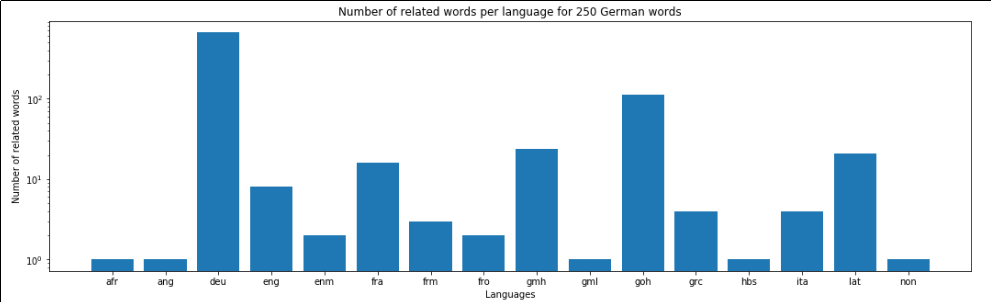 Number of related words per language for 250 German words
Number of related words
10²
10¹
10⁰
afr ang deu eng enm fra frm fro gmh gml goh grc hbs ita lat non
Languages